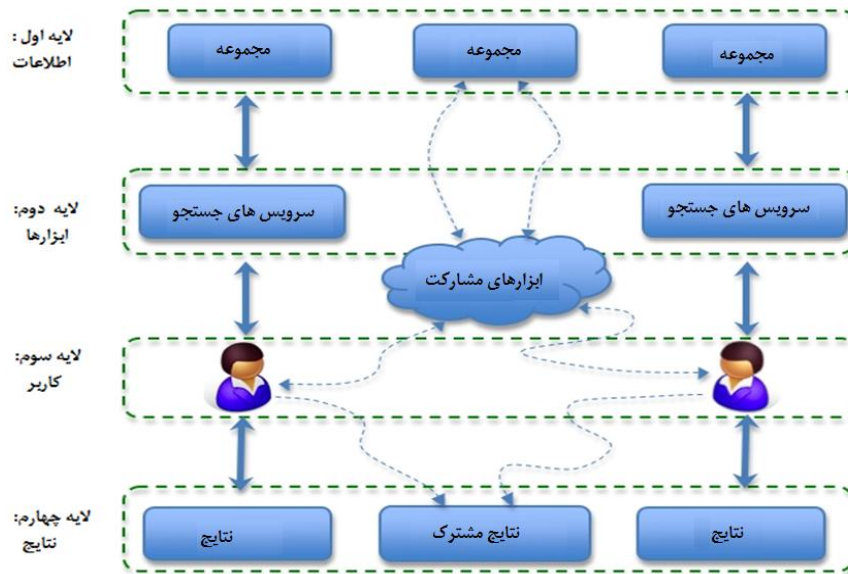 لایه اول :
اطلاعات
مجموعه
مجموعه
مجموعه
لایه دوم:
ابزارها
سرویس های جستجو
سرویس های جستجو
ابزارهای مشارکت
لایه سوم:
کاربر
لایه چهارم:
نتایج
نتایج
نتایج مشترک
نتایج